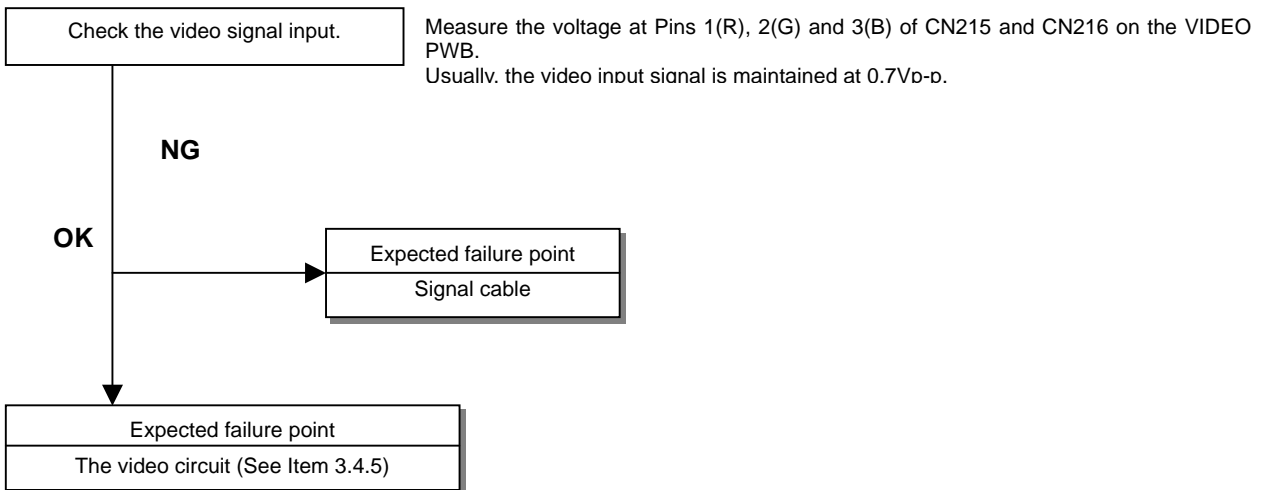 Check the video signal input.
Measure the voltage at Pins 1(R), 2(G) and 3(B) of CN215 and CN216 on the VIDEO
PWB.
Usually, the video input signal is maintained at 0.7Vp-p.
NG
OK
Expected failure point
Signal cable
Expected failure point
The video circuit (See Item 3.4.5)